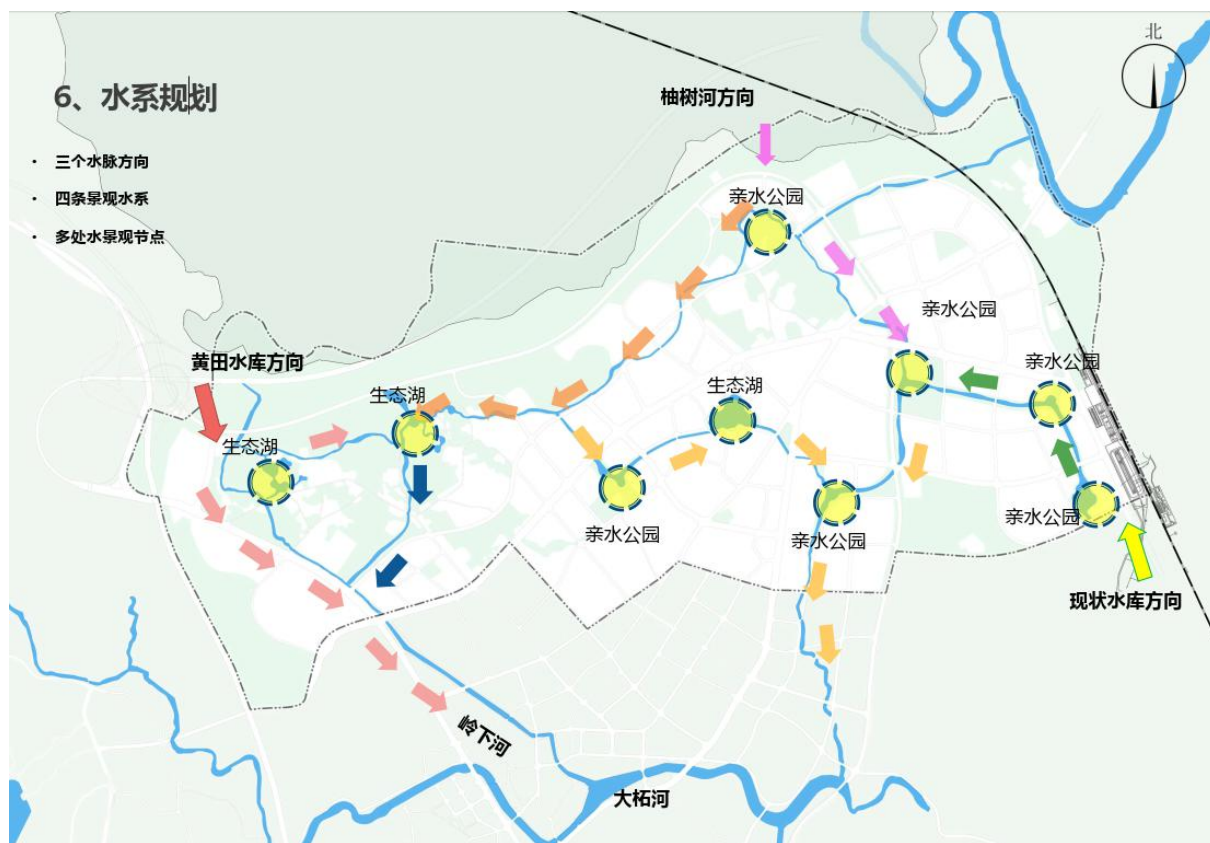 北
6、水系规划
柚树河方向
• 三个水脉方向
• 四条景观水系
• 多处水景观节点
亲水公园
亲水公园
黄田水库方向
亲水公园
生态湖
生态湖
生态湖
亲水公园
亲水公园
亲水公园
现状水库方向
岭下河
大柘河